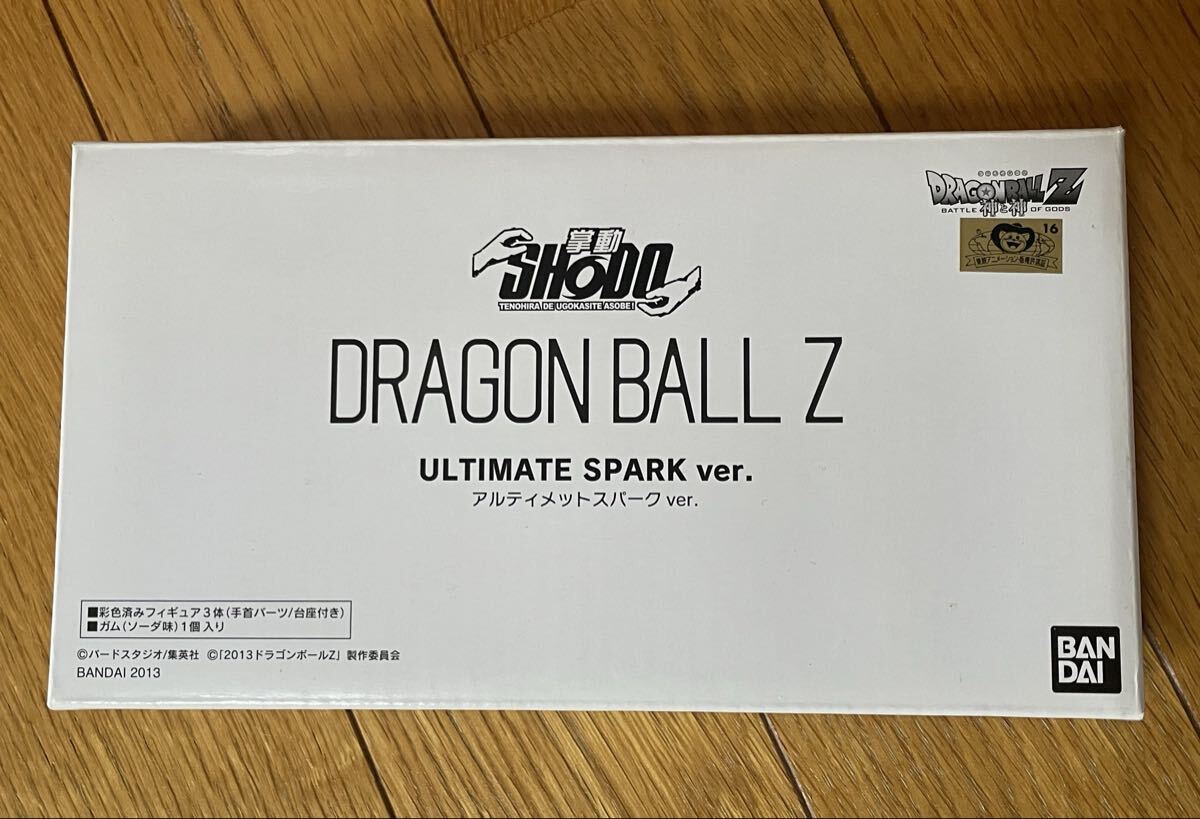 DRAGONBALL Z
BATTLE 神と神 OF GODS
16
掌動
SHODO
TENOHIRA DE UGOKASITE ASOBE!
DRAGON BALL Z
ULTIMATE SPARK ver.
アルティメットスパーク ver.
■彩色済みフィギュア3体(手首パーツ/台座付き)
■ガム(ソーダ味)1個入り
©バードスタジオ/集英社 ©「2013ドラゴンボールZ」製作委員会
BANDAI 2013
BAN
DAI